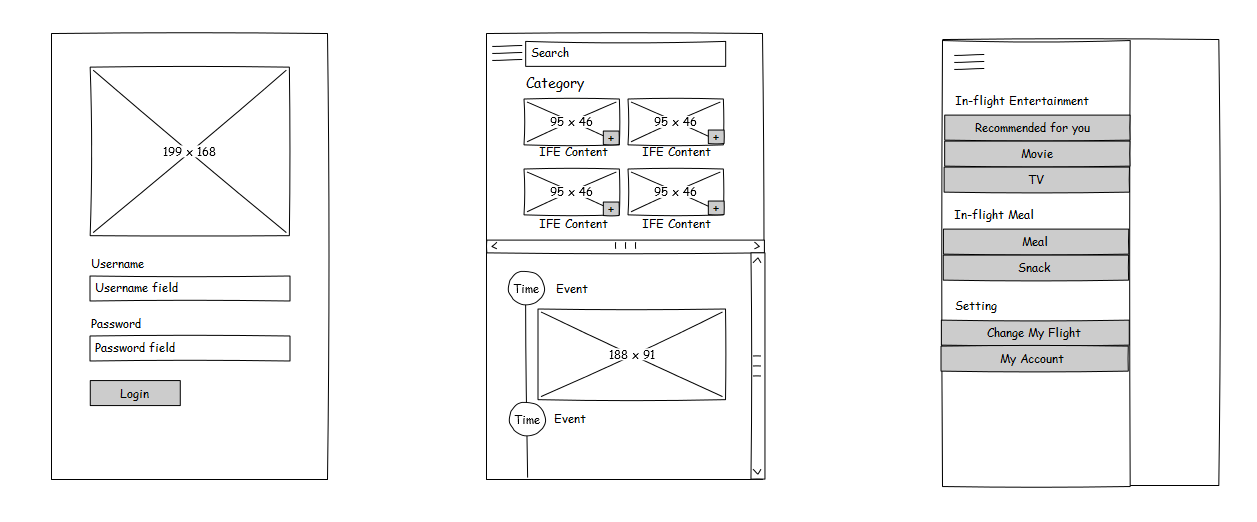 199 x 168
Username
Username field
Password
Password field
Login
Search
Category
95 x 46
95 x 46
+
+
IFE Content
IFE Content
95 x 46
95 x 46
+
+
IFE Content
IFE Content
Time
Event
188 x 91
Time
Event
In-flight Entertainment
Recommended for you
Movie
TV
In-flight Meal
Meal
Snack
Setting
Change My Flight
My Account